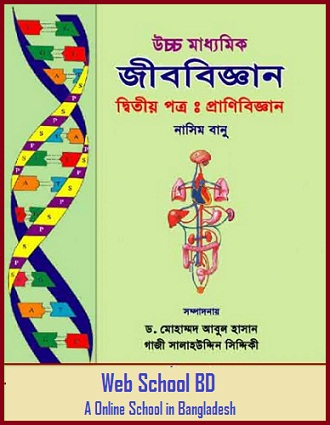 উচ্চ মাধ্যমিক
জীববিজ্ঞান
দ্বিতীয় পত্র ঃ প্রাণিবিজ্ঞান
নাসিম বানু
সম্পাদনায়
ড. মোহাম্মদ আবুল হাসান
গাজী সালাহউদ্দিন সিদ্দিকী
Web School BD
A Online School in Bangladesh